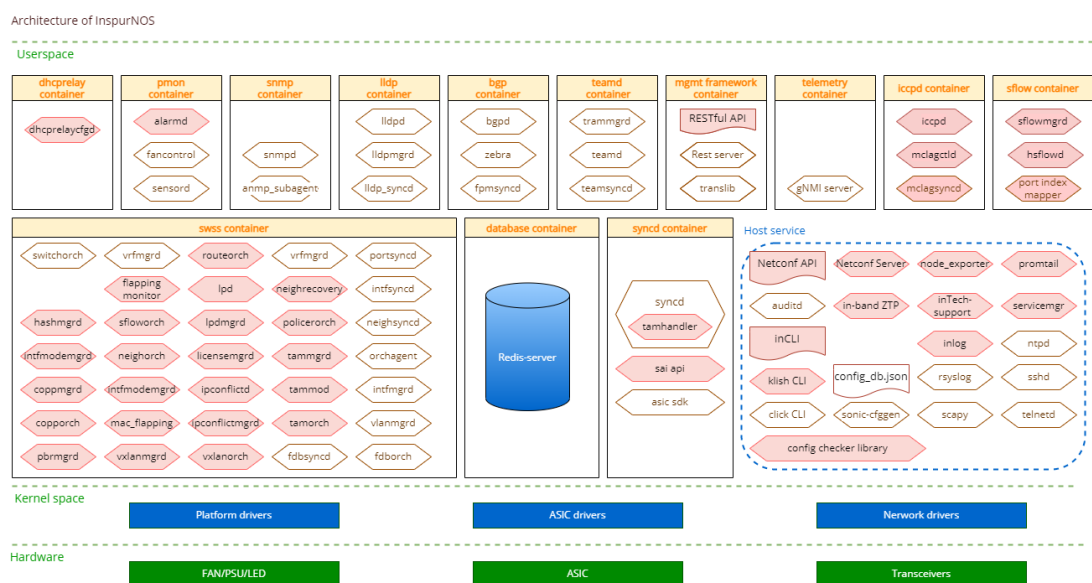 Architecture of InspurNOS
Userspace
dhcprelay
container
dhcprelaycfgd
pmon
container
alarmd
fancontrol
sensord
snmp
container
snmpd
anmp_subagent
lldp
container
lldpd
lldpmgrd
lldp_syncd
bgp
container
bgpd
zebra
fpmsyncd
teamd
container
trammgrd
teamd
teamsyncd
mgmt framework
container
RESTful API
Rest server
translib
telemetry
container
gNMI server
iccpd container
iccpd
mclagctld
mclagsyncd
sflow container
sflowmgrd
hsflowd
port index
mapper
swss container
switchorch
vrfmgrd
routeorch
vrfmgrd
portsyncd
flapping
monitor
lpd
neighrecovery
intfsyncd
hashmgrd
sfloworch
lpdmgrd
policerorch
neighsyncd
intfmodemgrd
neighorch
licensemgrd
tammgrd
orchagent
coppmgrd
intfmodemgrd
ipconflictd
tammod
intfmgrd
copporch
mac_flapping
ipconflictmgrd
tamorch
vlanmgrd
pbrmgrd
vxlanmgrd
vxlanorch
fdbsyncd
fdborch
database container
Redis-server
syncd container
syncd
tamhandler
sai api
asic sdk
Host service
Netconf API
Netconf Server
node_exporter
promtail
auditd
in-band ZTP
inTech-
support
servicemgr
inCLI
inlog
ntpd
klish CLI
config_db.json
rsyslog
sshd
click CLI
sonic-cfggen
scapy
telnetd
config checker library
Kernel space
Platform drivers
ASIC drivers
Network drivers
Hardware
FAN/PSU/LED
ASIC
Transceivers